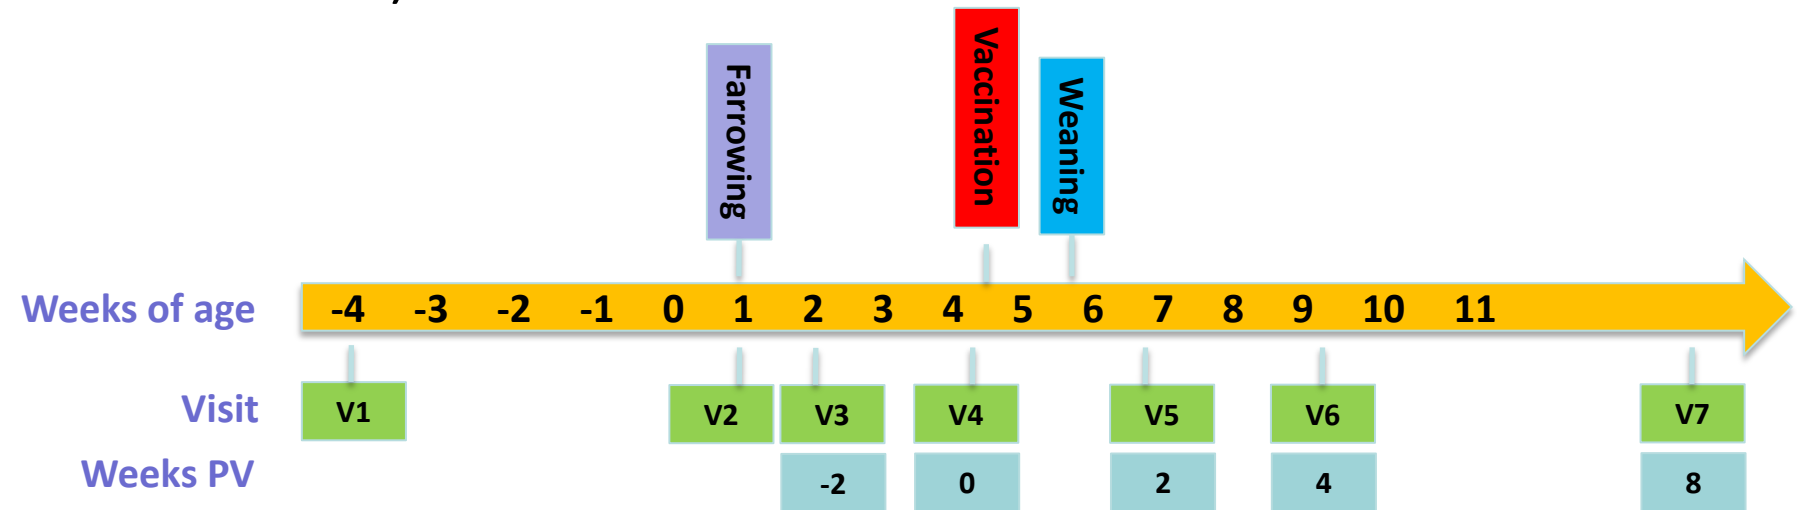 Farrowing
Vaccination
Weaning
Weeks of age -4 -3 -2 -1 0 1 2 3 4 5 6 7 8 9 10 11
Visit V1 V2 V3 V4 V5 V6 V7
Weeks PV -2 0 2 4 8